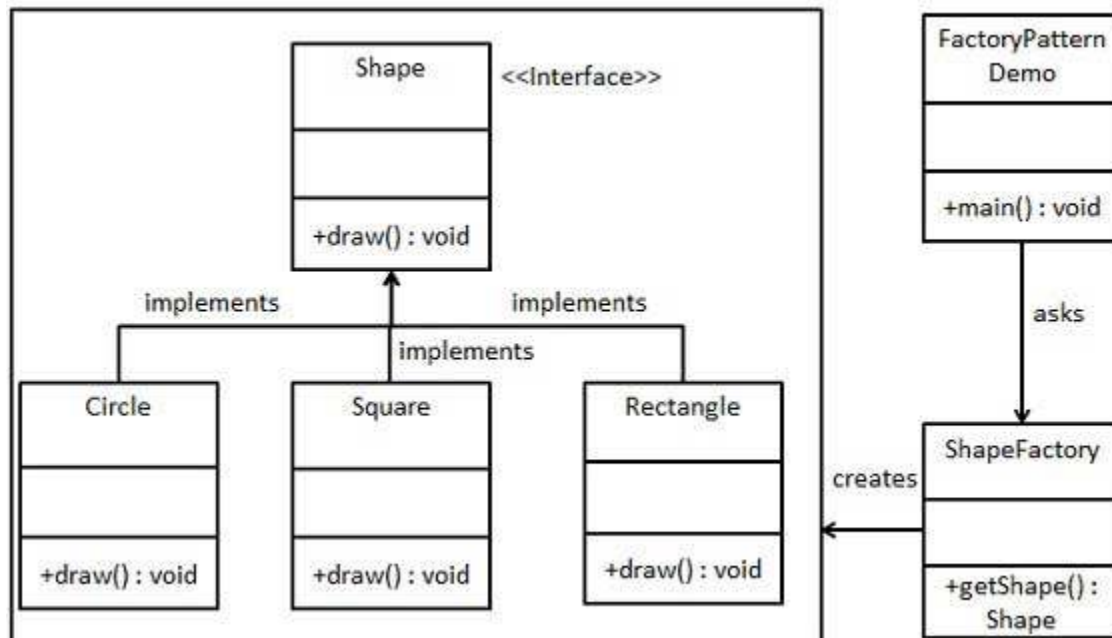 Shape
<<Interface>>
+draw() : void
implements
implements
implements
Circle
+draw() : void
Square
+draw() : void
Rectangle
+draw() : void
FactoryPattern
Demo
+main() : void
asks
ShapeFactory
creates
+getShape() :
Shape